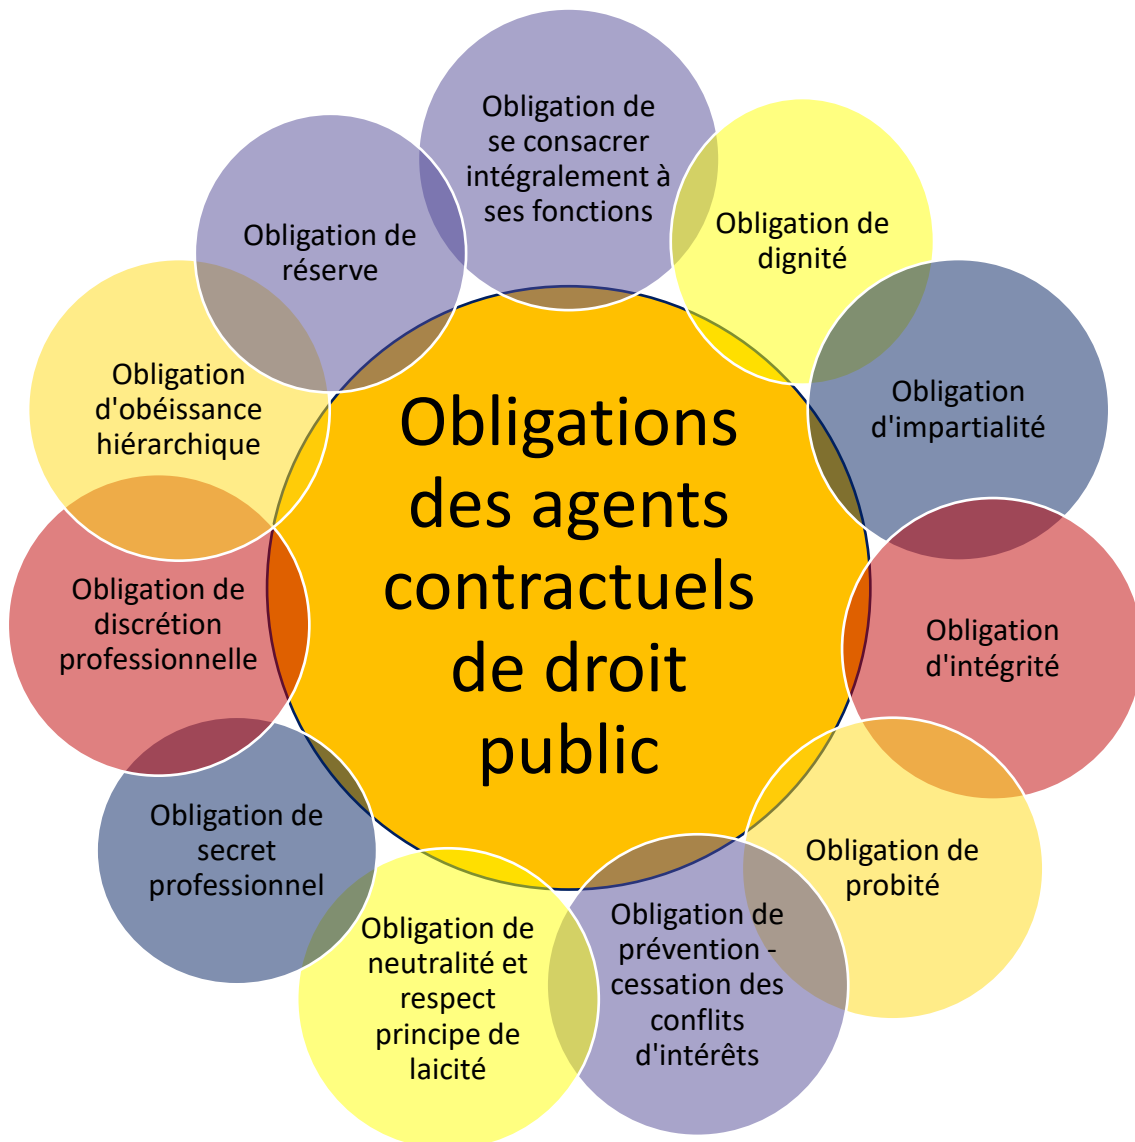 Obligations
des agents
contractuels
de droit
public
Obligation de
se consacrer
intégralement à
ses fonctions
Obligation de
dignité
Obligation
d'impartialité
Obligation
d'intégrité
Obligation de
probité
Obligation de
prévention -
cessation des
conflits
d'intérêts
Obligation de
neutralité et
respect
principe de
laicité
Obligation de
secret
professionnel
Obligation de
discrétion
professionnelle
Obligation
d'obéissance
hiérarchique
Obligation de
réserve